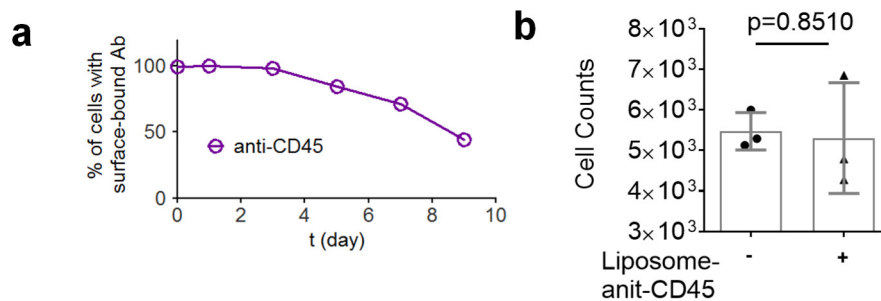 a
% of cells with
surface-bound Ab
100
50
0
anti-CD45
0 2 4 6 8 10
t (day)
b
p=0.8510
Cell Counts
8×10³
7×10³
6×10³
5×10³
4×10³
3×10³
Liposome-
anit-CD45
- +